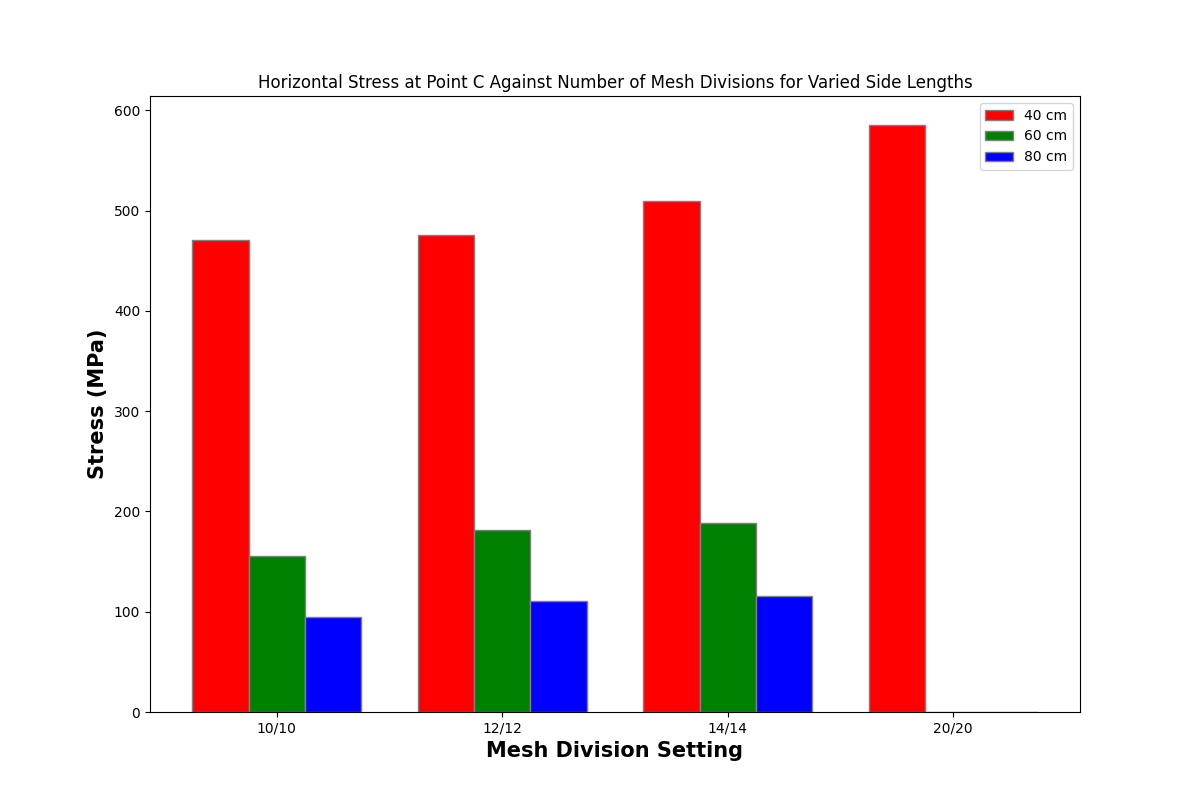 Horizontal Stress at Point C Against Number of Mesh Divisions for Varied Side Lengths
600
500
400
300
200
100
0
Stress (MPa)
40 cm
60 cm
80 cm
10/10
12/12
14/14
20/20
Mesh Division Setting